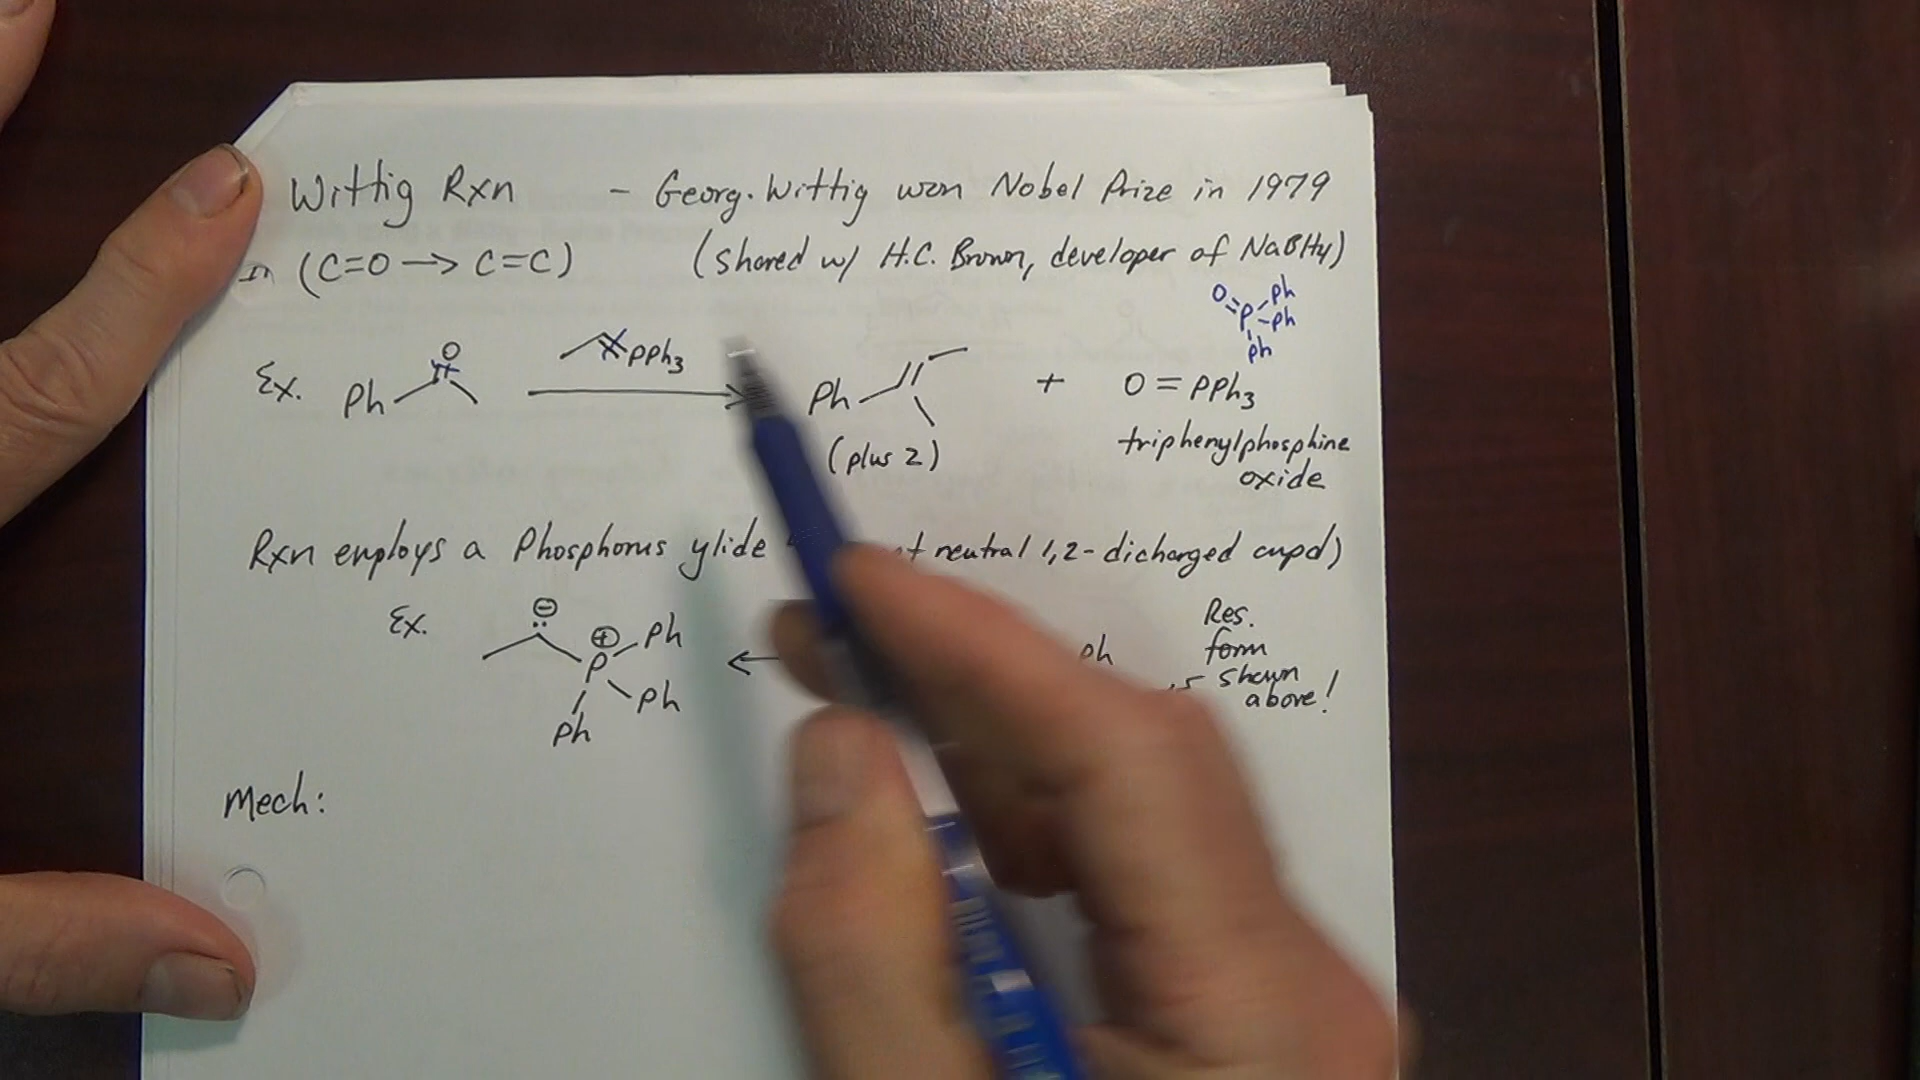 Wittig Rxn - Georg Wittig won Nobel Prize in 1979
(C=O → C=C) (shared w/ H.C. Brown, developer of NaBH4)
O=P Ph Ph Ph
Ex. Ph O PPh3 Ph + O = PPh3
(plus Z) triphenylphosphine
oxide
Rxn employs a Phosphorus ylide neutral 1,2-dicharged cmpd)
Ex. ⊖ ⊕ P Ph Ph Ph ← Ph
Res.
form
shown
above!
Mech: